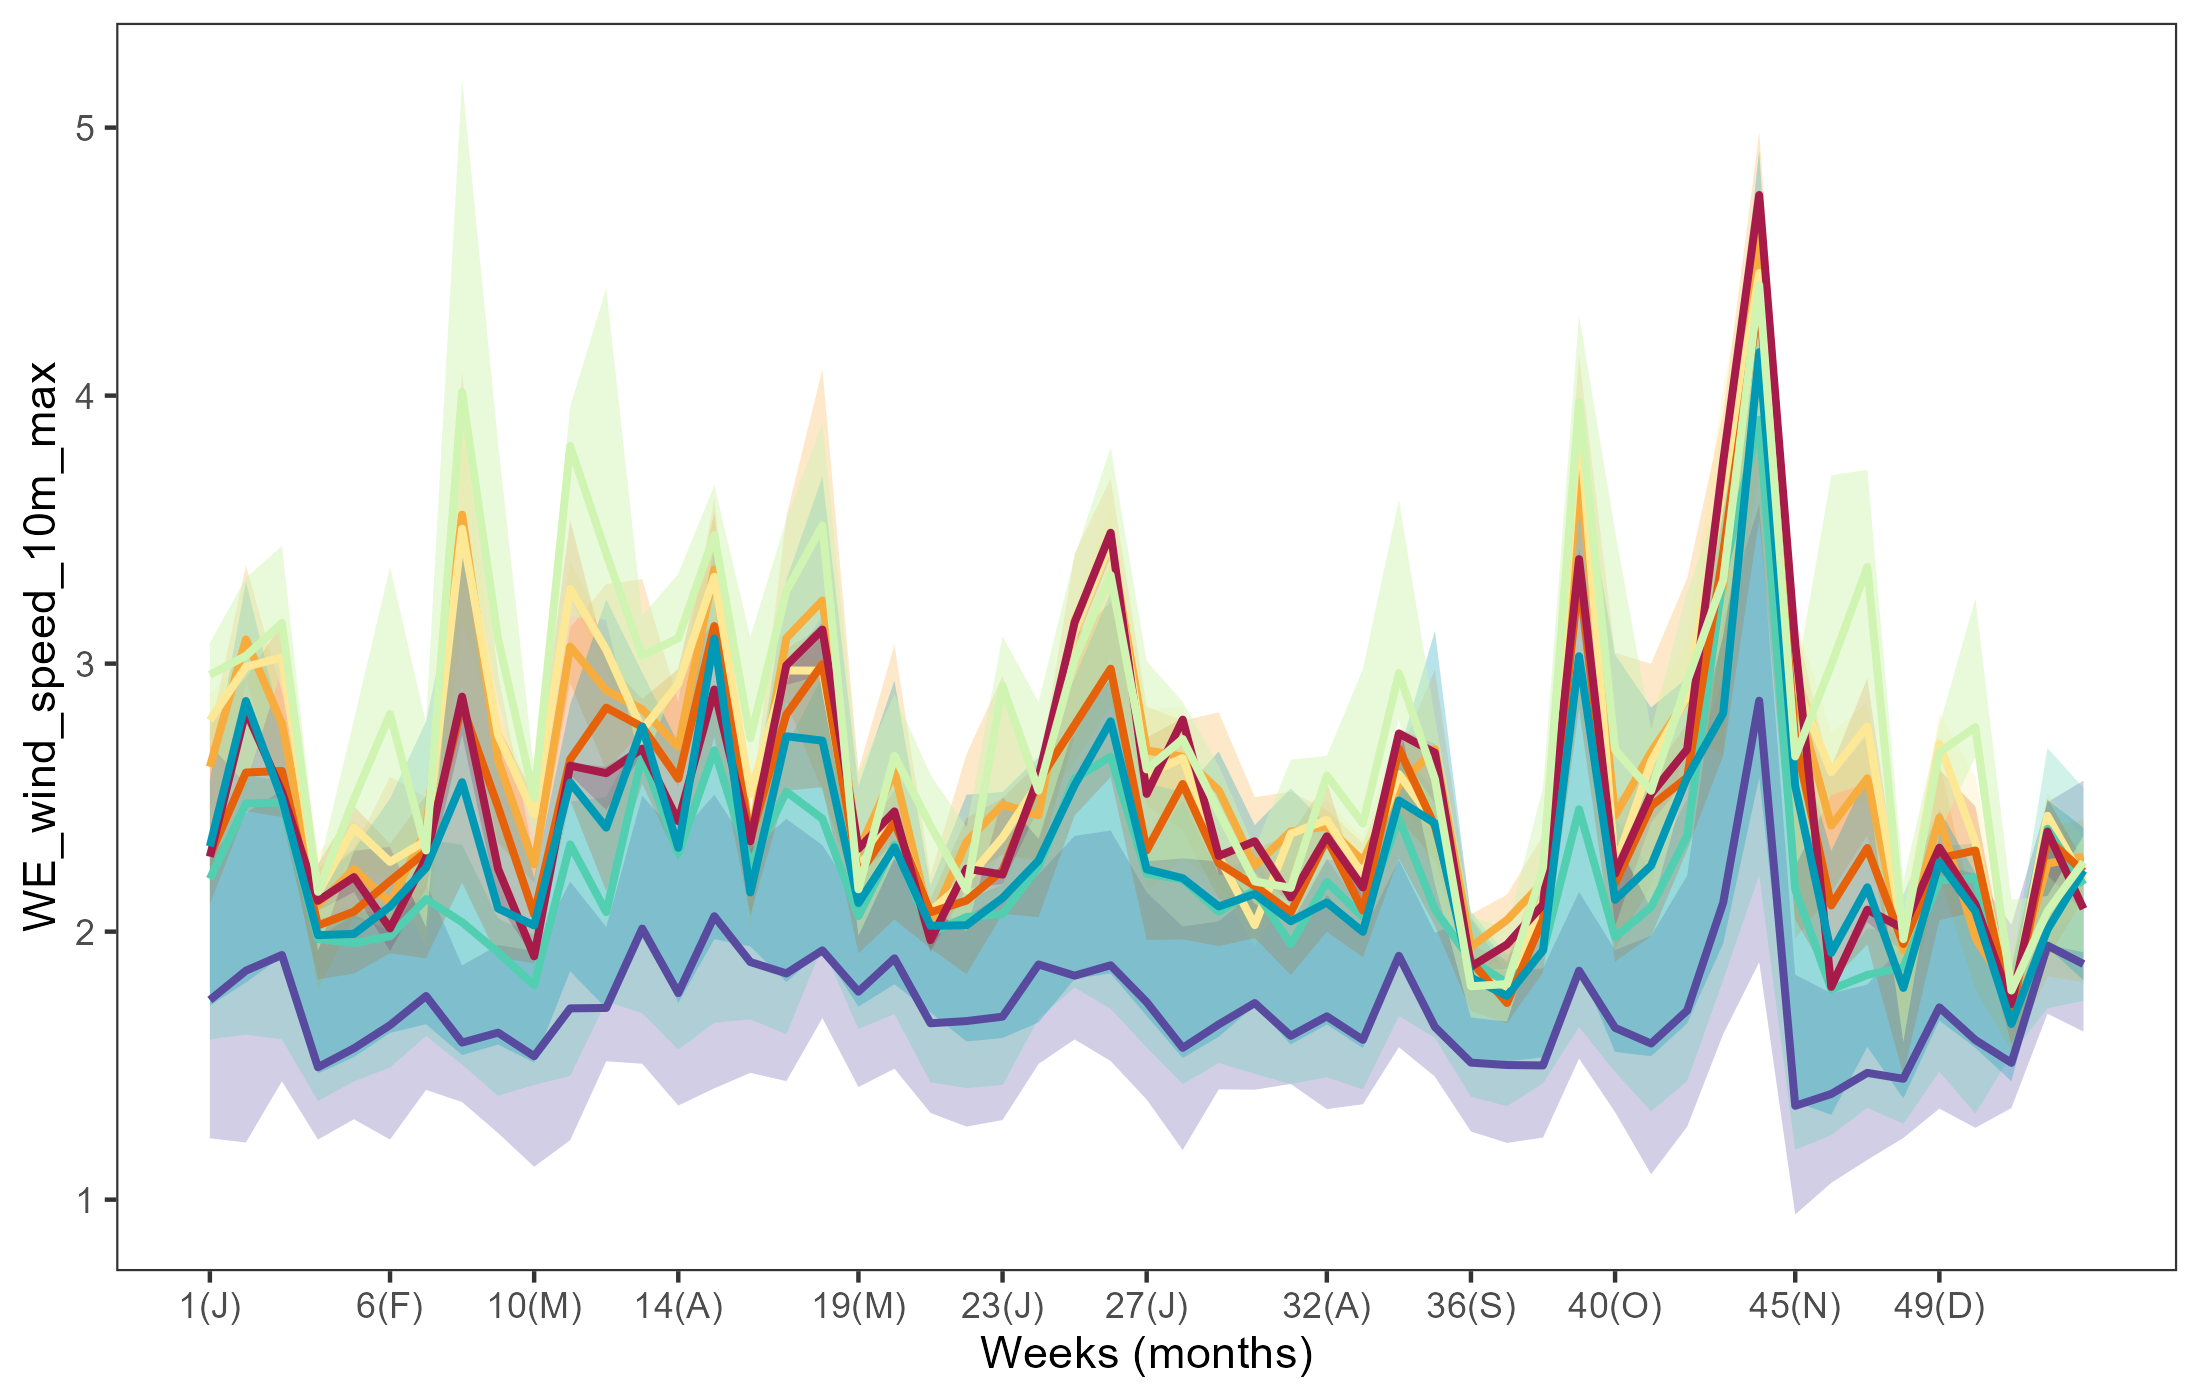 WE_wind_speed_10m_max
5
4
3
2
1
1(J) 6(F) 10(M) 14(A) 19(M) 23(J) 27(J) 32(A) 36(S) 40(O) 45(N) 49(D)
Weeks (months)